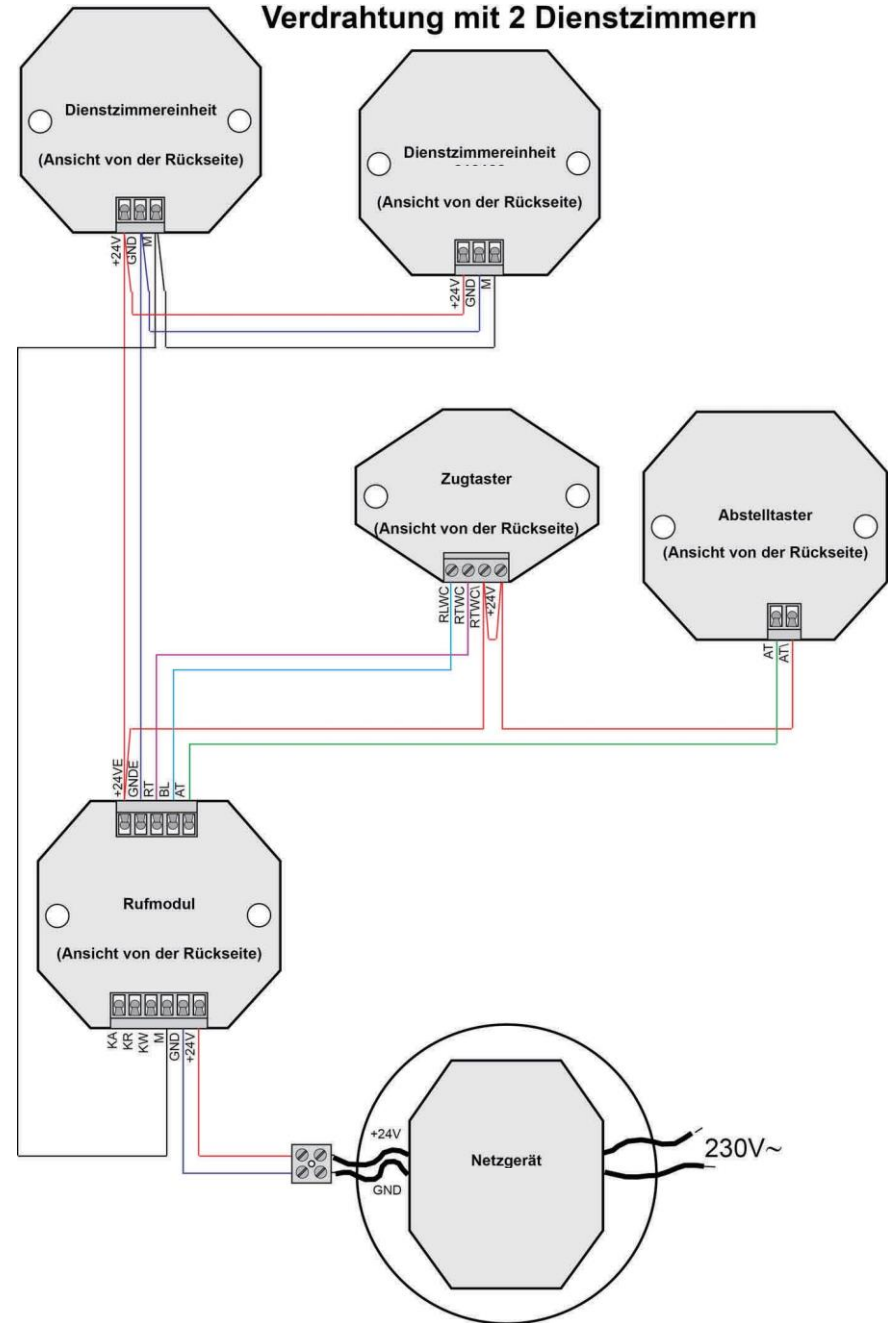 Verdrahtung mit 2 Dienstzimmern
Dienstzimmereinheit
(Ansicht von der Rückseite)
+24V
GND
M
Dienstzimmereinheit
(Ansicht von der Rückseite)
+24V
GND
M
Zugtaster
(Ansicht von der Rückseite)
RLWC
RTWC
RTWC\
+24V
Abstelltaster
(Ansicht von der Rückseite)
AT
AT\
+24VE
GNDE
RT
BL
AT
Rufmodul
(Ansicht von der Rückseite)
KA
KR
KW
M
GND
+24V
+24V
GND
Netzgerät
230V~